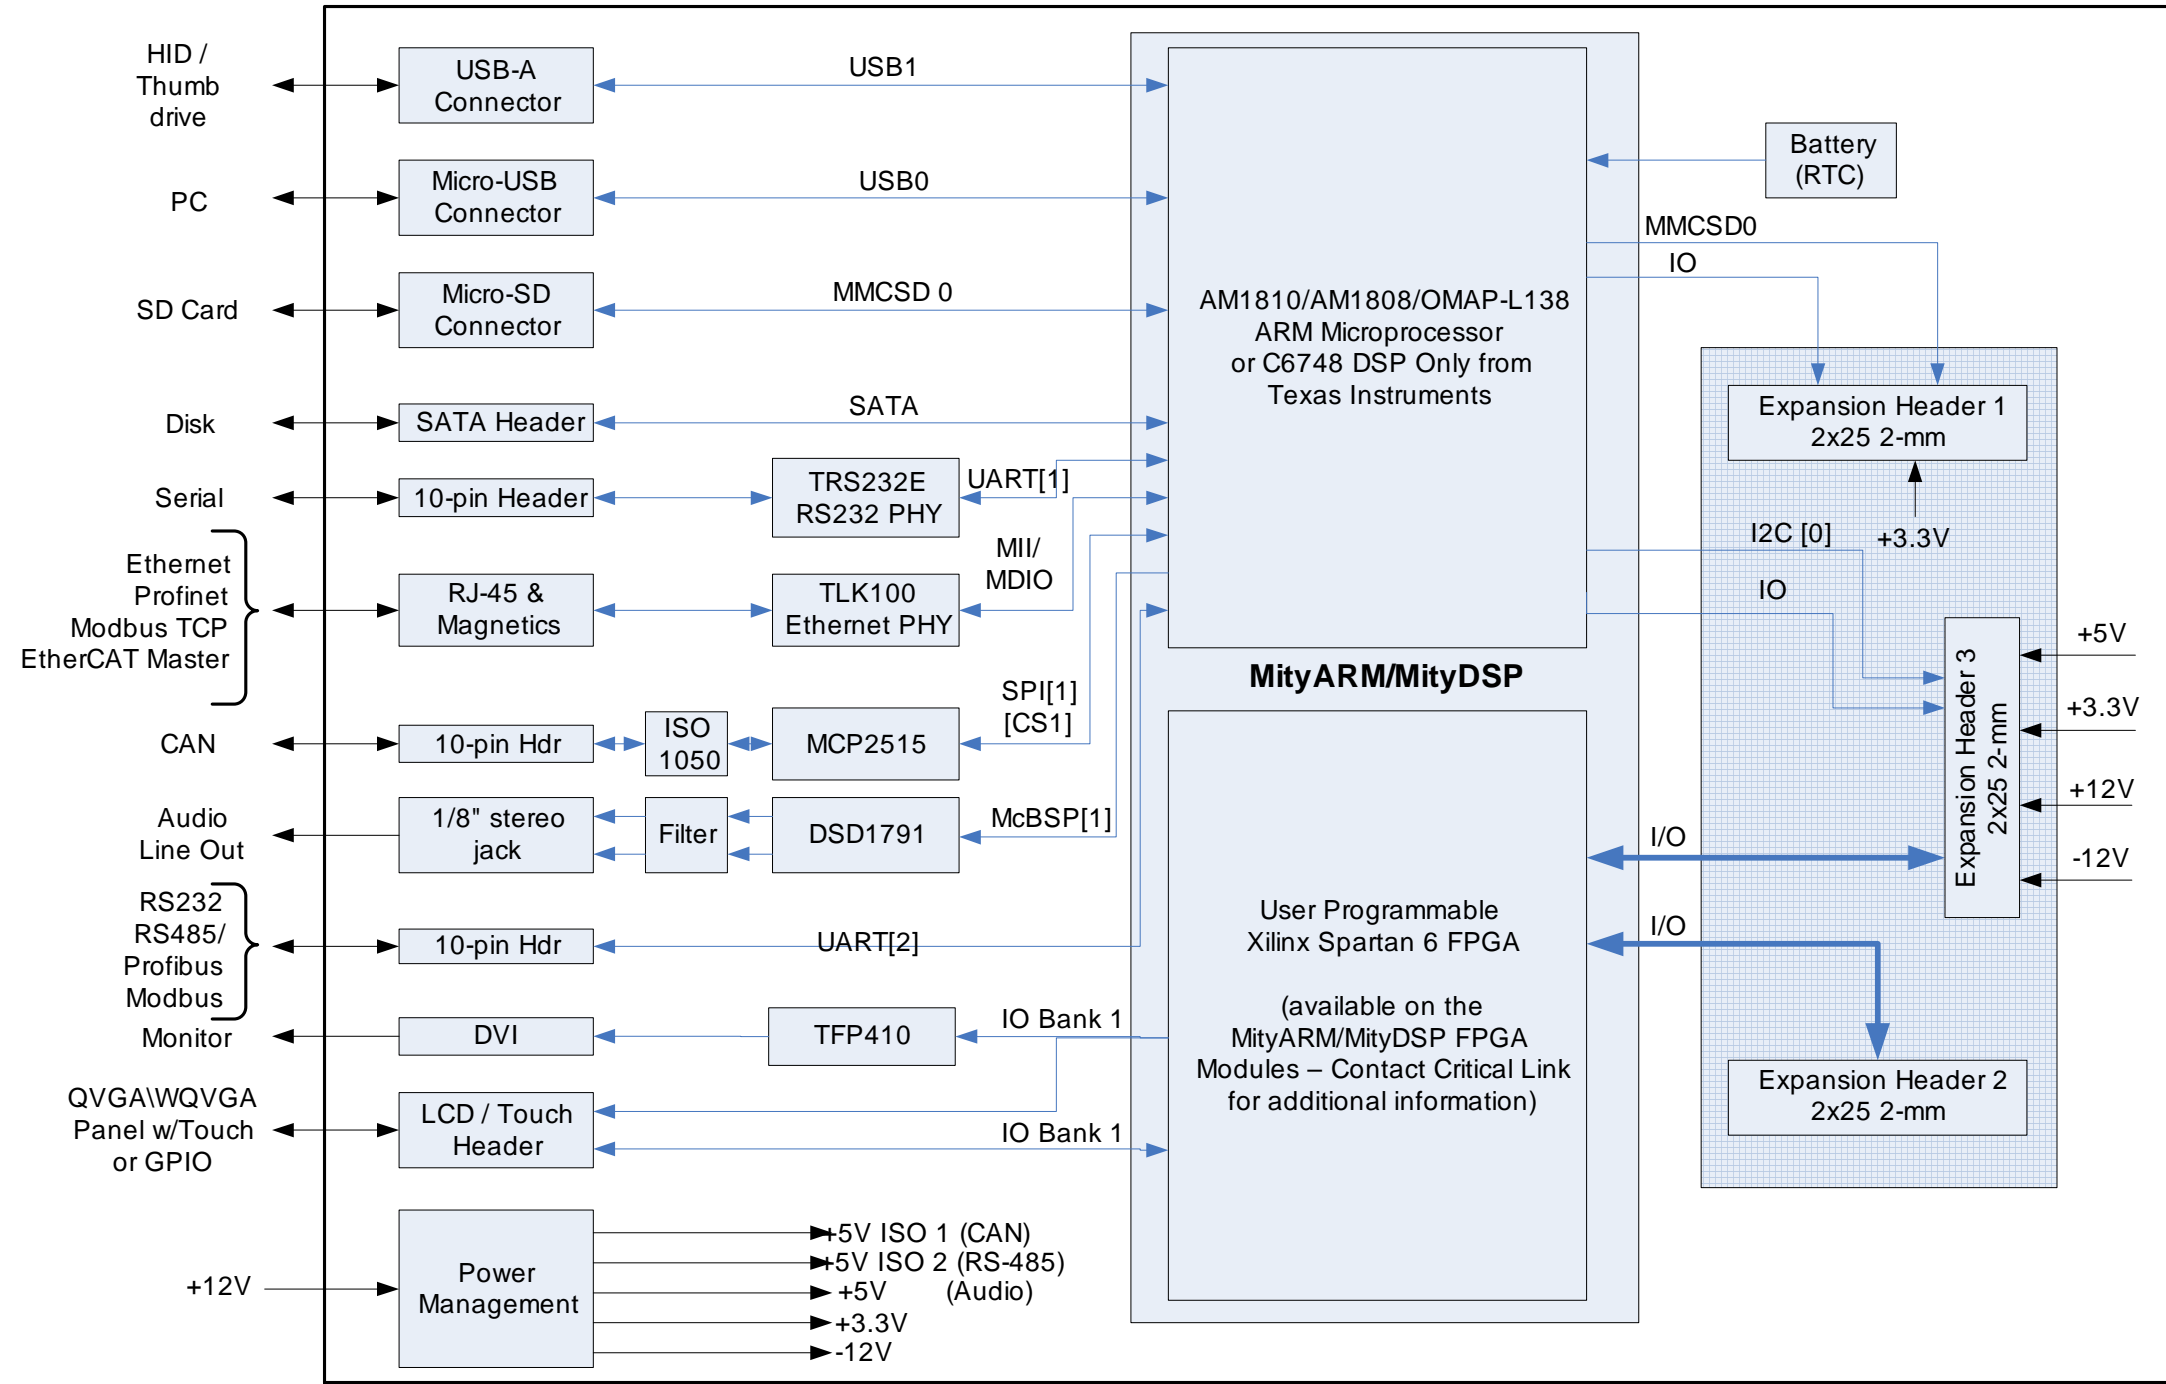 HID /
Thumb
drive
USB-A
Connector
USB1
PC
Micro-USB
Connector
USB0
SD Card
Micro-SD
Connector
MMCSD 0
Disk
SATA Header
SATA
Serial
10-pin Header
TRS232E
RS232 PHY
UART[1]
Ethernet
Profinet
Modbus TCP
EtherCAT Master
RJ-45 &
Magnetics
TLK100
Ethernet PHY
MII/
MDIO
CAN
10-pin Hdr
ISO
1050
MCP2515
SPI[1]
[CS1]
Audio
Line Out
1/8" stereo
jack
Filter
DSD1791
McBSP[1]
RS232
RS485/
Profibus
Modbus
10-pin Hdr
UART[2]
Monitor
DVI
TFP410
IO Bank 1
QVGA\WQVGA
Panel w/Touch
or GPIO
LCD / Touch
Header
IO Bank 1
+12V
Power
Management
+5V ISO 1 (CAN)
+5V ISO 2 (RS-485)
+5V (Audio)
+3.3V
-12V
AM1810/AM1808/OMAP-L138
ARM Microprocessor
or C6748 DSP Only from
Texas Instruments
MityARM/MityDSP
User Programmable
Xilinx Spartan 6 FPGA
(available on the
MityARM/MityDSP FPGA
Modules – Contact Critical Link
for additional information)
Battery
(RTC)
MMCSD0
IO
Expansion Header 1
2x25 2-mm
+3.3V
I2C [0]
IO
Expansion Header 3
2x25 2-mm
+5V
+3.3V
+12V
-12V
I/O
I/O
Expansion Header 2
2x25 2-mm